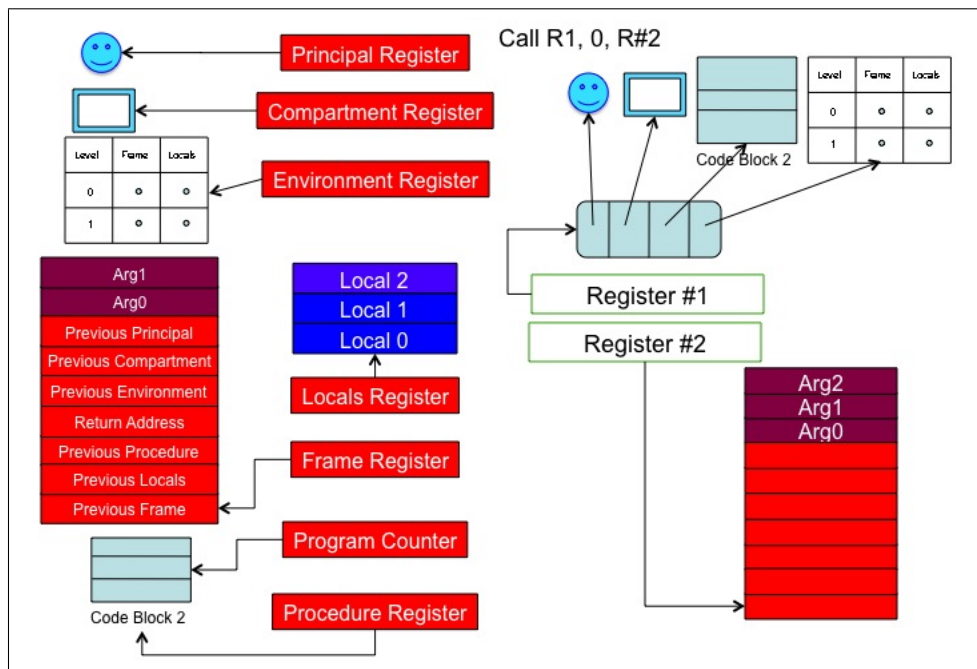 Principal Register
Compartment Register
Level Frame Locals
0
1
Environment Register
Arg1
Arg0
Previous Principal
Previous Compartment
Previous Environment
Return Address
Previous Procedure
Previous Locals
Previous Frame
Local 2
Local 1
Local 0
Locals Register
Frame Register
Program Counter
Code Block 2
Procedure Register
Call R1, 0, R#2
Code Block 2
Level Frame Locals
0
1
Register #1
Register #2
Arg2
Arg1
Arg0